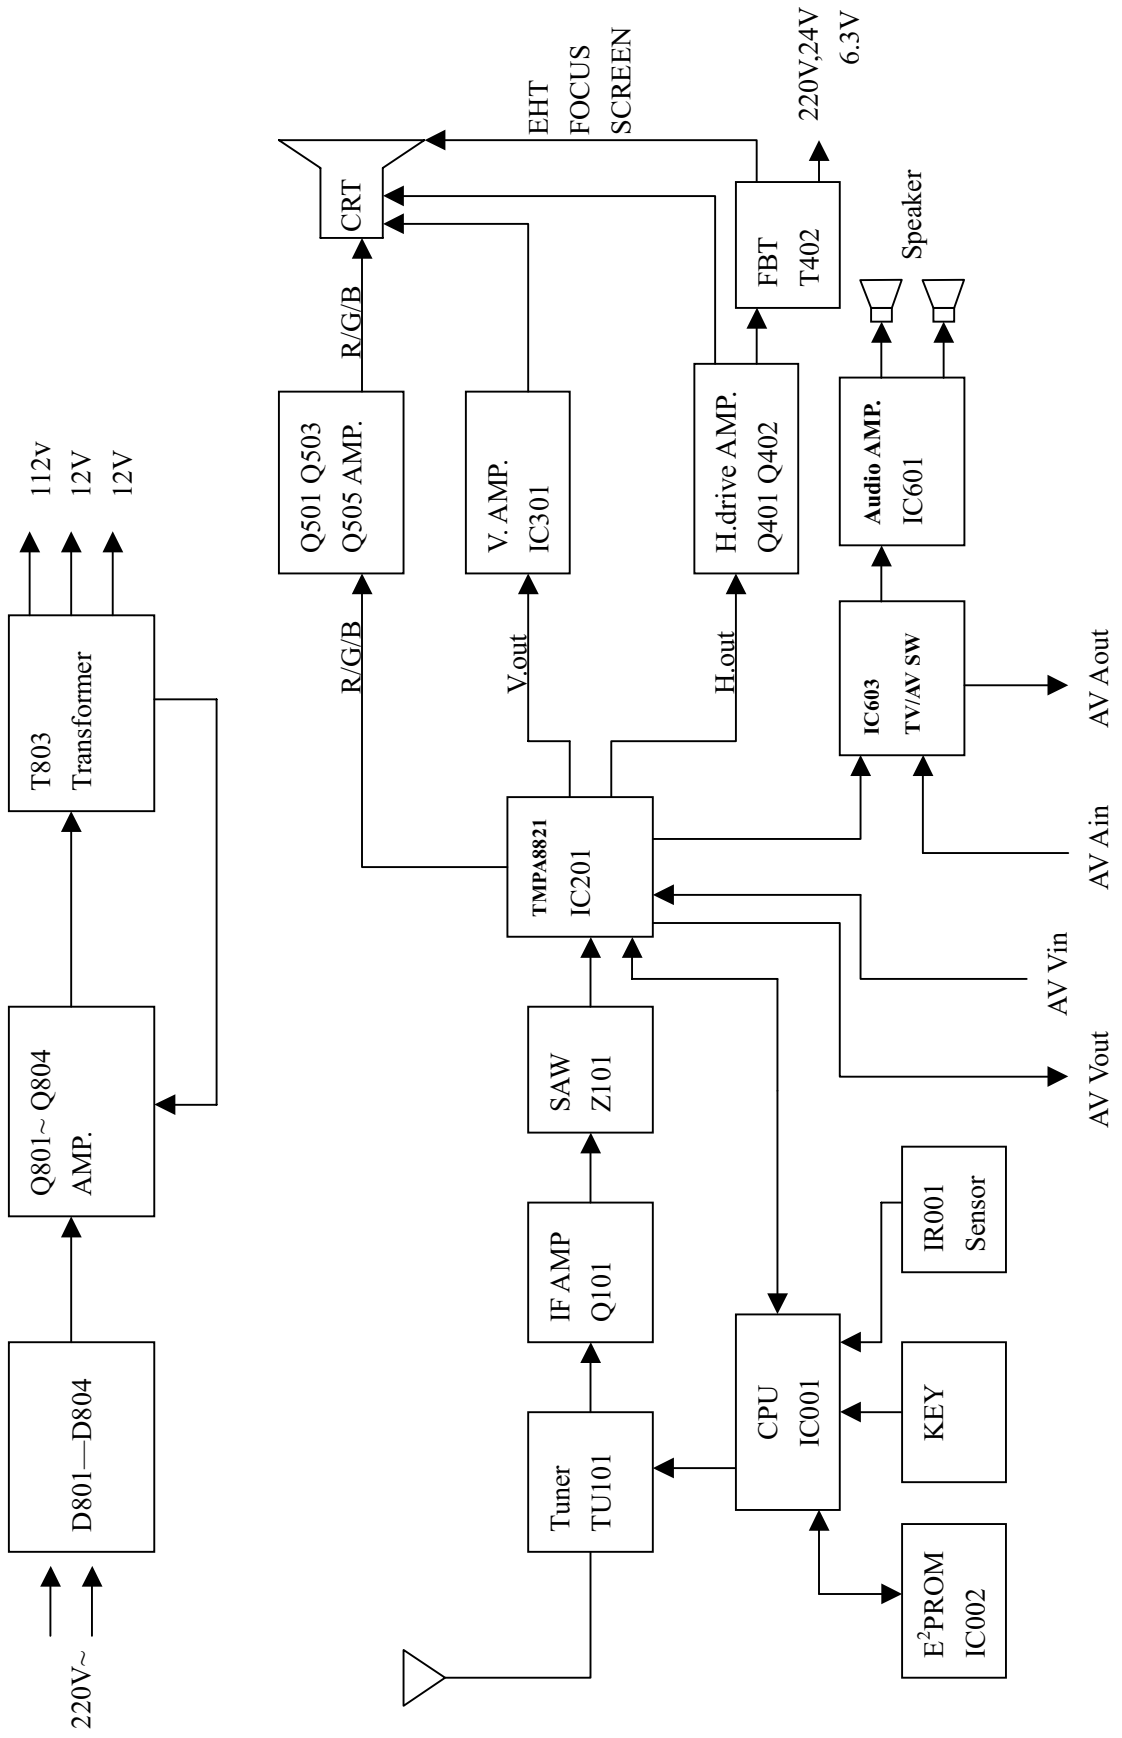 220V~
D801—D804
Q801~ Q804
AMP.
T803
Transformer
112v
12V
12V
Tuner
TU101
IF AMP
Q101
SAW
Z101
TMPA8821
IC201
R/G/B
Q501 Q503
Q505 AMP.
R/G/B
CRT
V.out
V. AMP.
IC301
H.out
H.drive AMP.
Q401 Q402
FBT
T402
EHT
FOCUS
SCREEN
220V,24V
6.3V
CPU
IC001
E²PROM
IC002
KEY
IR001
Sensor
IC603
TV/AV SW
Audio AMP.
IC601
Speaker
AV Vout
AV Vin
AV Ain
AV Aout